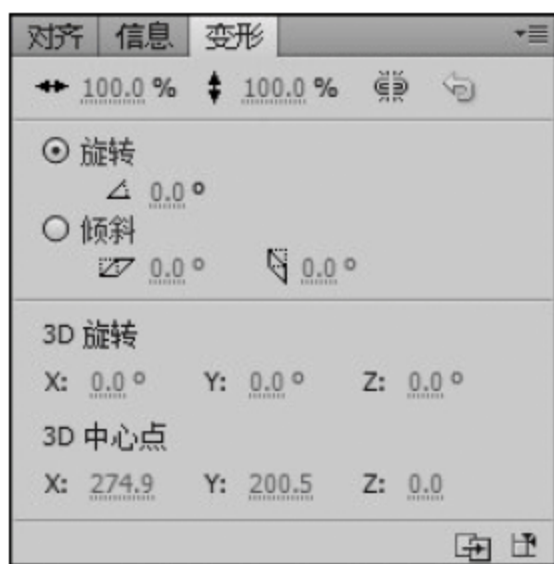 对齐 信息 变形
100.0 % 100.0 %
旋转
0.0 °
倾斜
0.0 ° 0.0 °
3D 旋转
X: 0.0 ° Y: 0.0 ° Z: 0.0 °
3D 中心点
X: 274.9 Y: 200.5 Z: 0.0